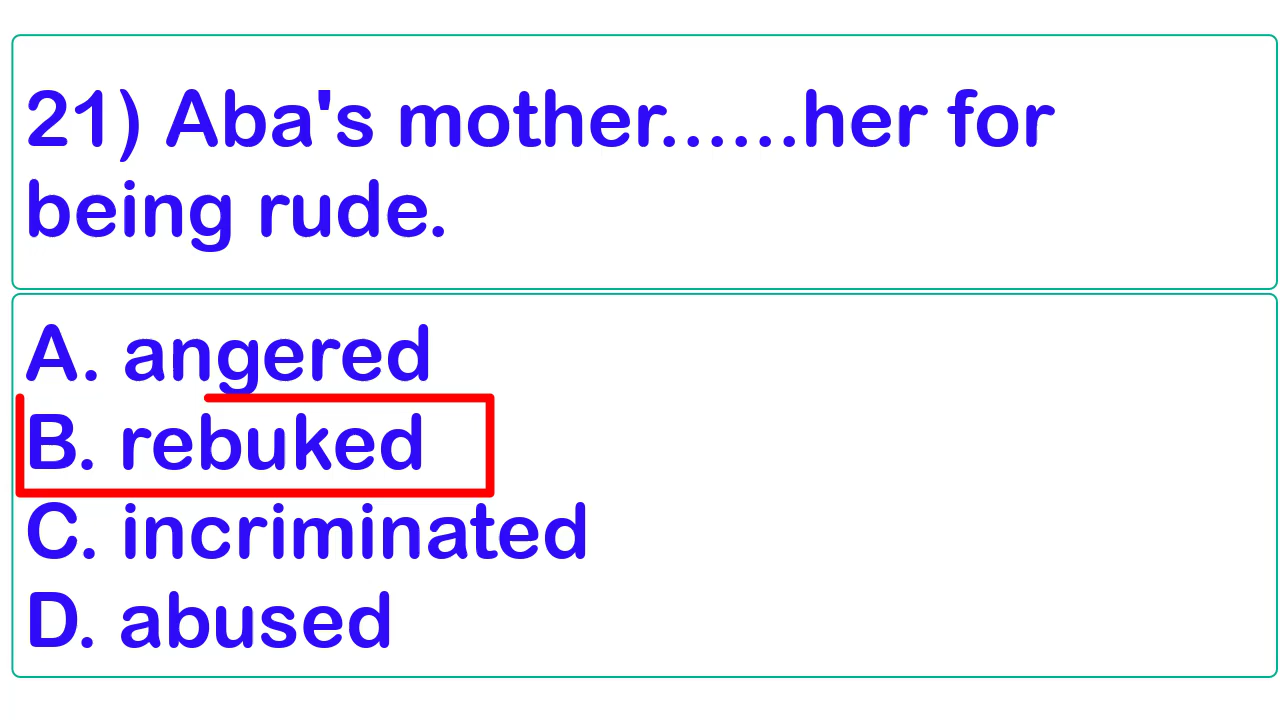 21) Aba's mother......her for
being rude.
A. angered
B. rebuked
C. incriminated
D. abused